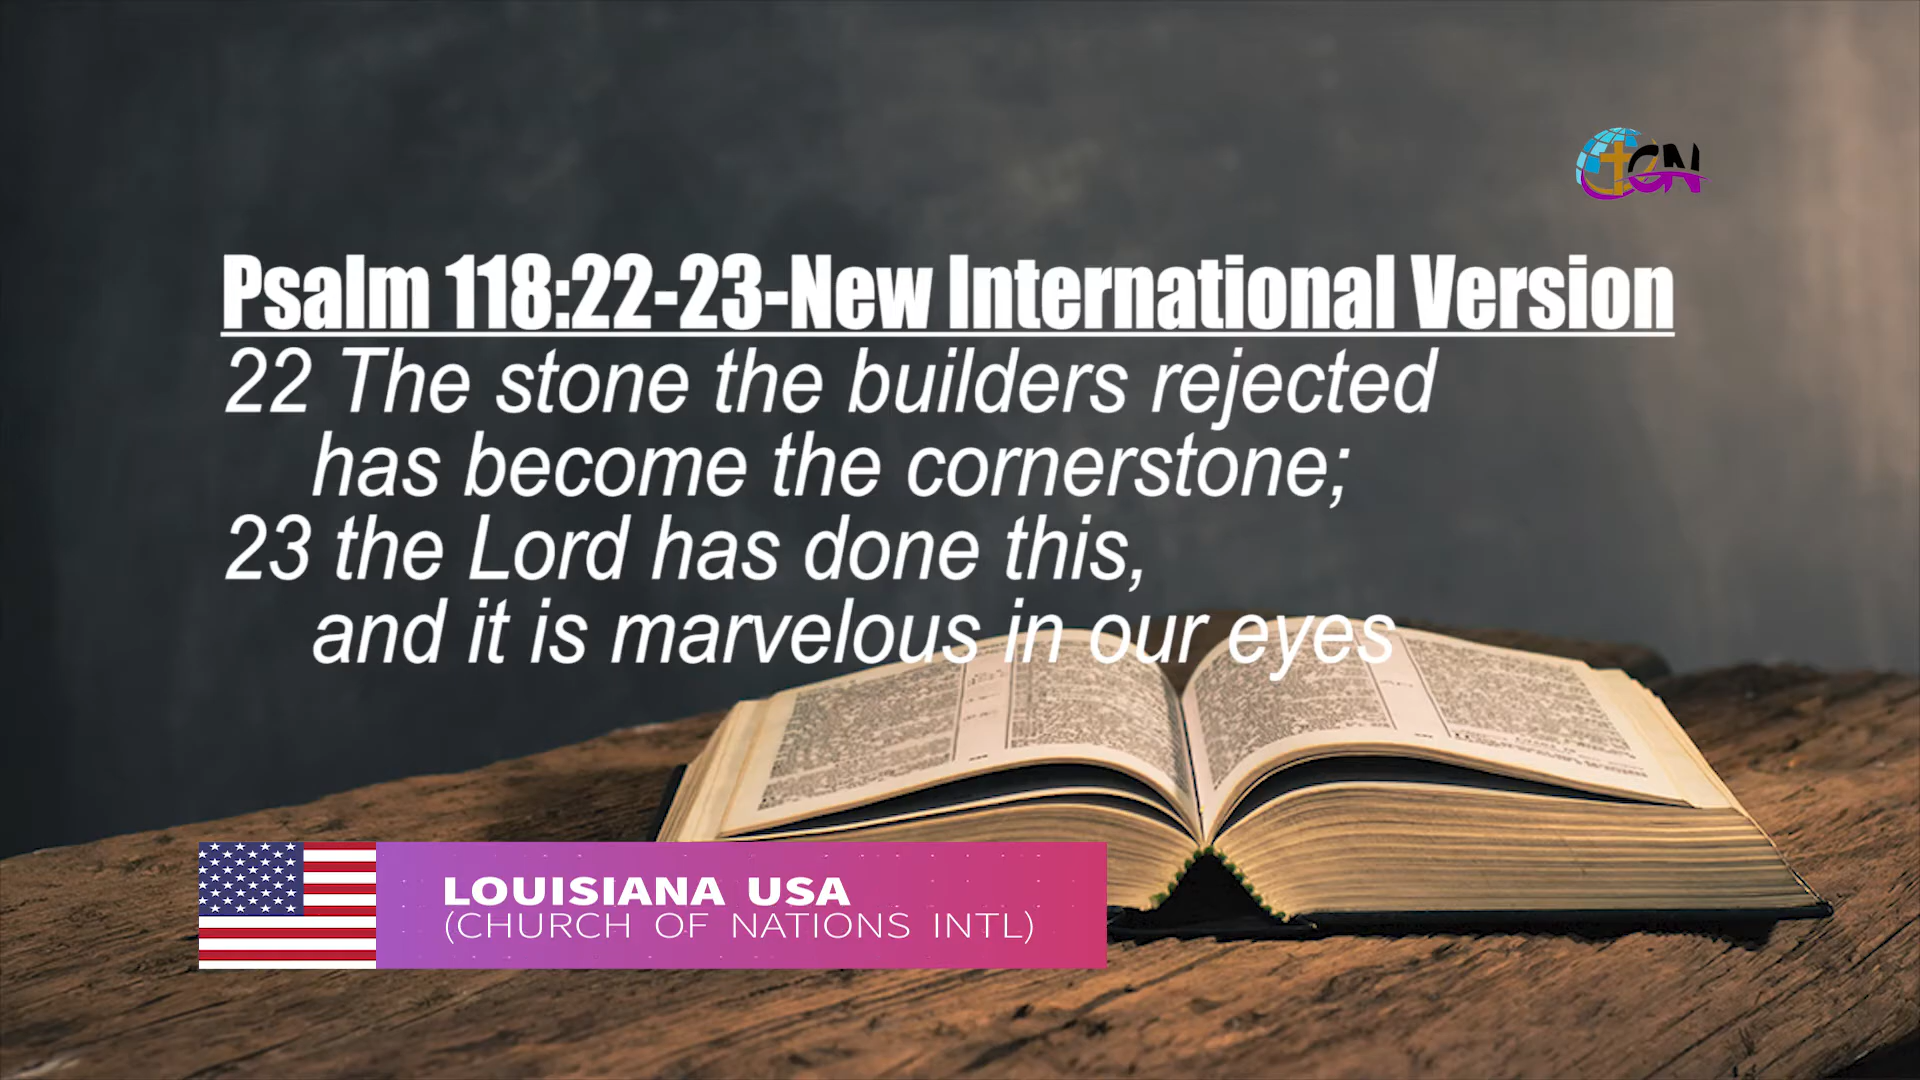 GN
Psalm 118:22-23-New International Version
22 The stone the builders rejected
has become the cornerstone;
23 the Lord has done this,
and it is marvelous in our eyes
LOUISIANA USA
(CHURCH OF NATIONS INTL)